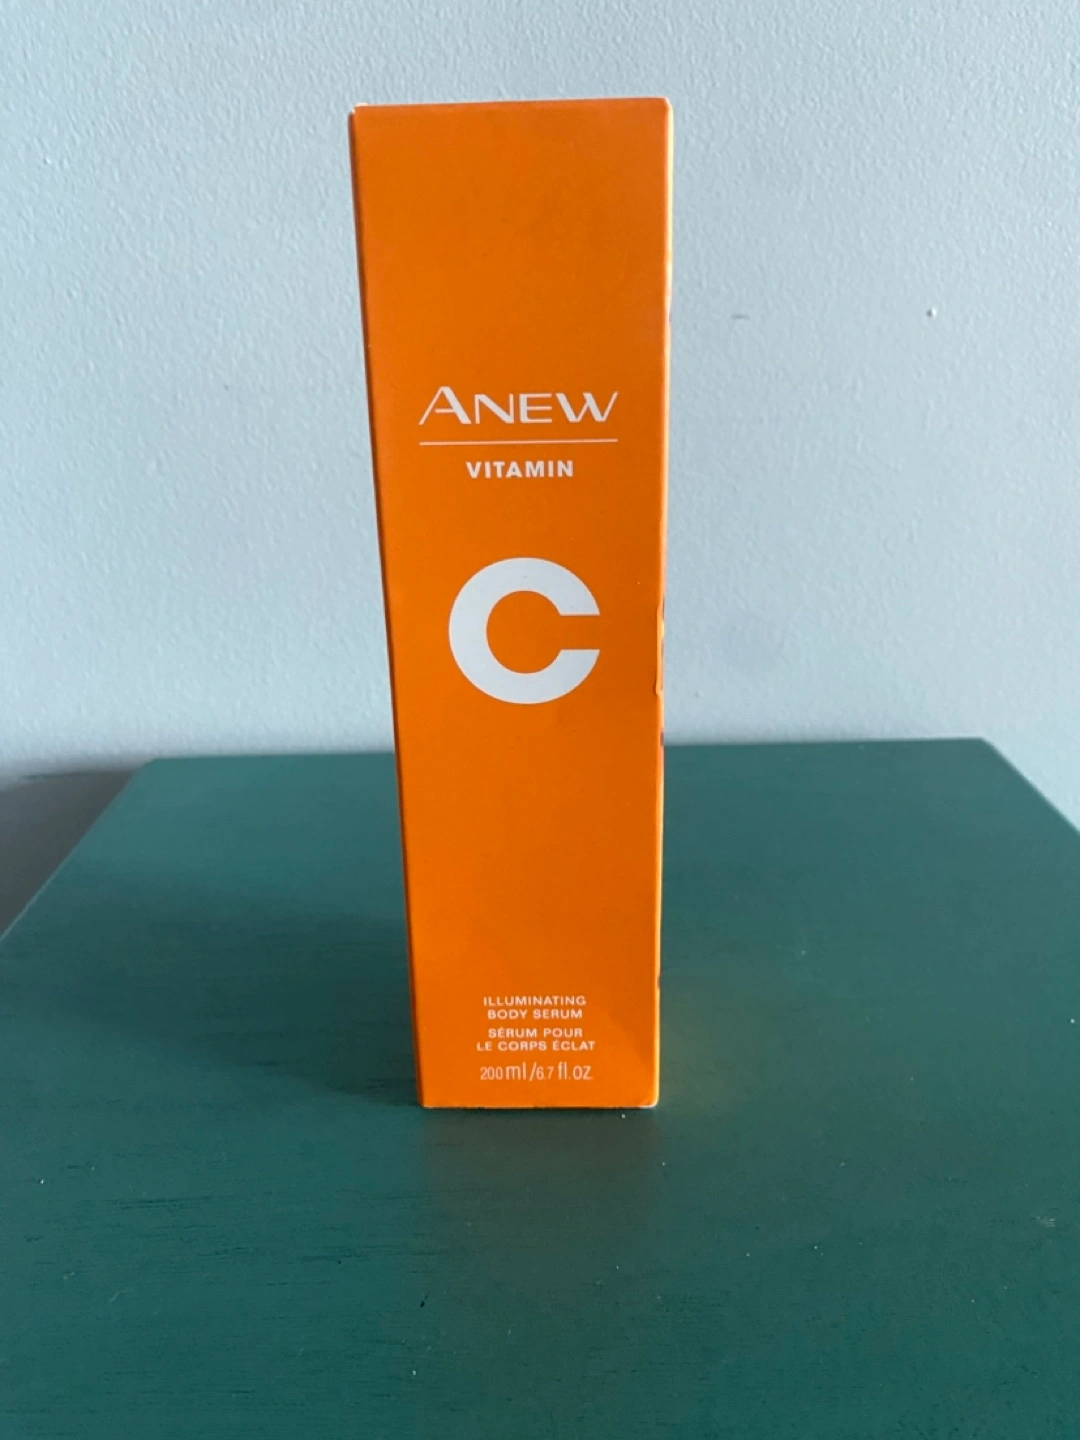 ANEW
VITAMIN
C
ILLUMINATING
BODY SERUM
SÉRUM POUR
LE CORPS ÉCLAT
200 ml/6.7 fl. oz.